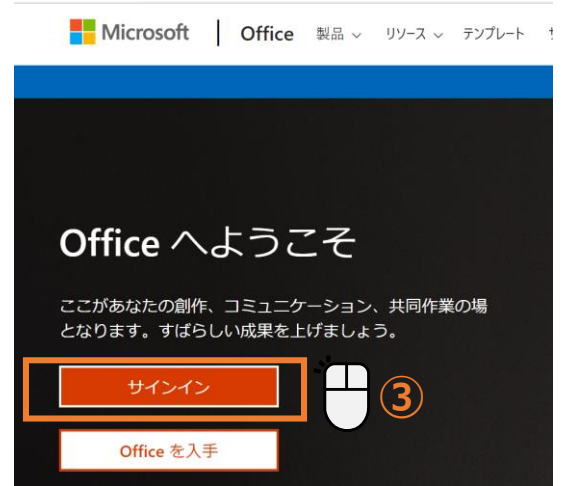 Microsoft | Office 製品 リソース テンプレート
Office へようこそ
ここがあなたの創作、コミュニケーション、共同作業の場
となります。すばらしい成果を上げましょう。
サインイン
③
Office を入手